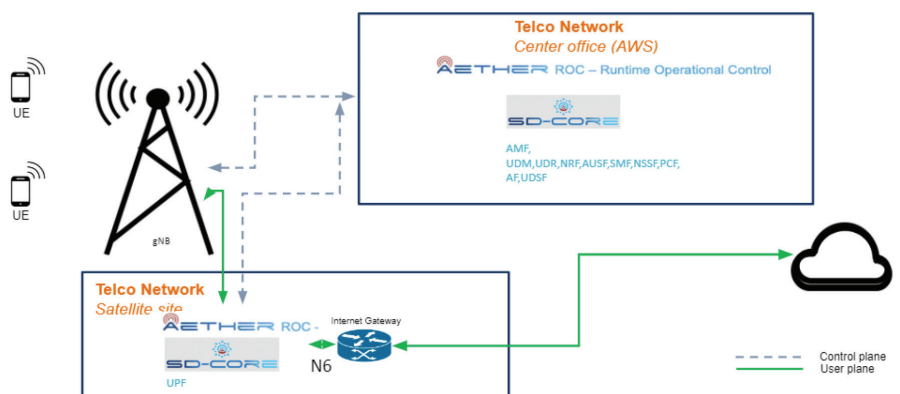 Telco Network
Center office (AWS)
AETHER ROC – Runtime Operational Control
SD-CORE
AMF,
UDM,UDR,NRF,AUSF,SMF,NSSF,PCF,
AF,UDSF
UE
UE
gNB
Telco Network
Satellite site
AETHER ROC -
Internet Gateway
SD-CORE
N6
UPF
Control plane
User plane